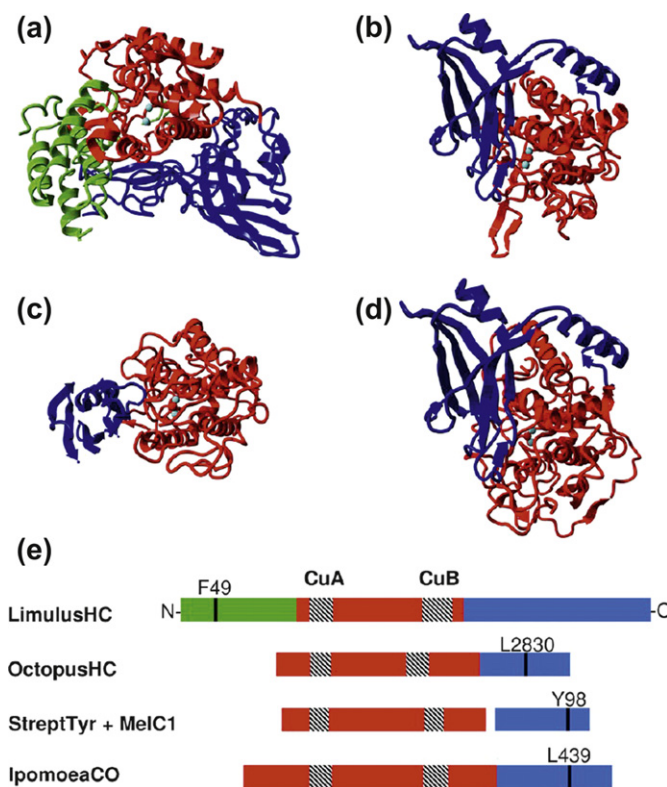 (a)
(b)
(c)
(d)
(e)
CuA CuB
F49
LimulusHC N- -C
L2830
OctopusHC
Y98
StreptTyr + MelC1
L439
IpomoeaCO